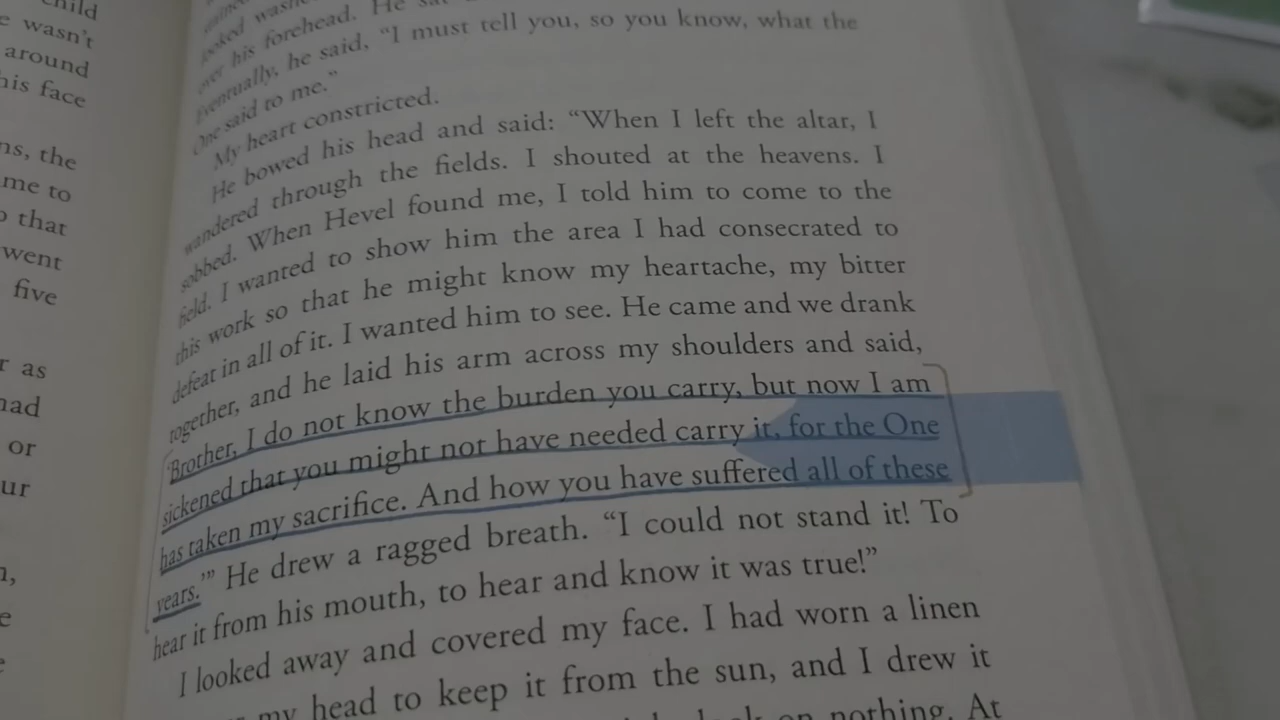 child
e wasn't
around
his face
ns, the
me to
o that
went
five
r as
had
or
ur
n,
e
e
over his forehead. He
Eventually, he said, “I must tell you, so you know, what the
One said to me.”
My heart constricted.
He bowed his head and said: “When I left the altar, I
wandered through the fields. I shouted at the heavens. I
sobbed. When Hevel found me, I told him to come to the
field. I wanted to show him the area I had consecrated to
this work so that he might know my heartache, my bitter
defeat in all of it. I wanted him to see. He came and we drank
together, and he laid his arm across my shoulders and said,
‘Brother, I do not know the burden you carry, but now I am
sickened that you might not have needed carry it, for the One
has taken my sacrifice. And how you have suffered all of these
years.’” He drew a ragged breath. “I could not stand it! To
hear it from his mouth, to hear and know it was true!”
I looked away and covered my face. I had worn a linen
my head to keep it from the sun, and I drew it
on nothing. At